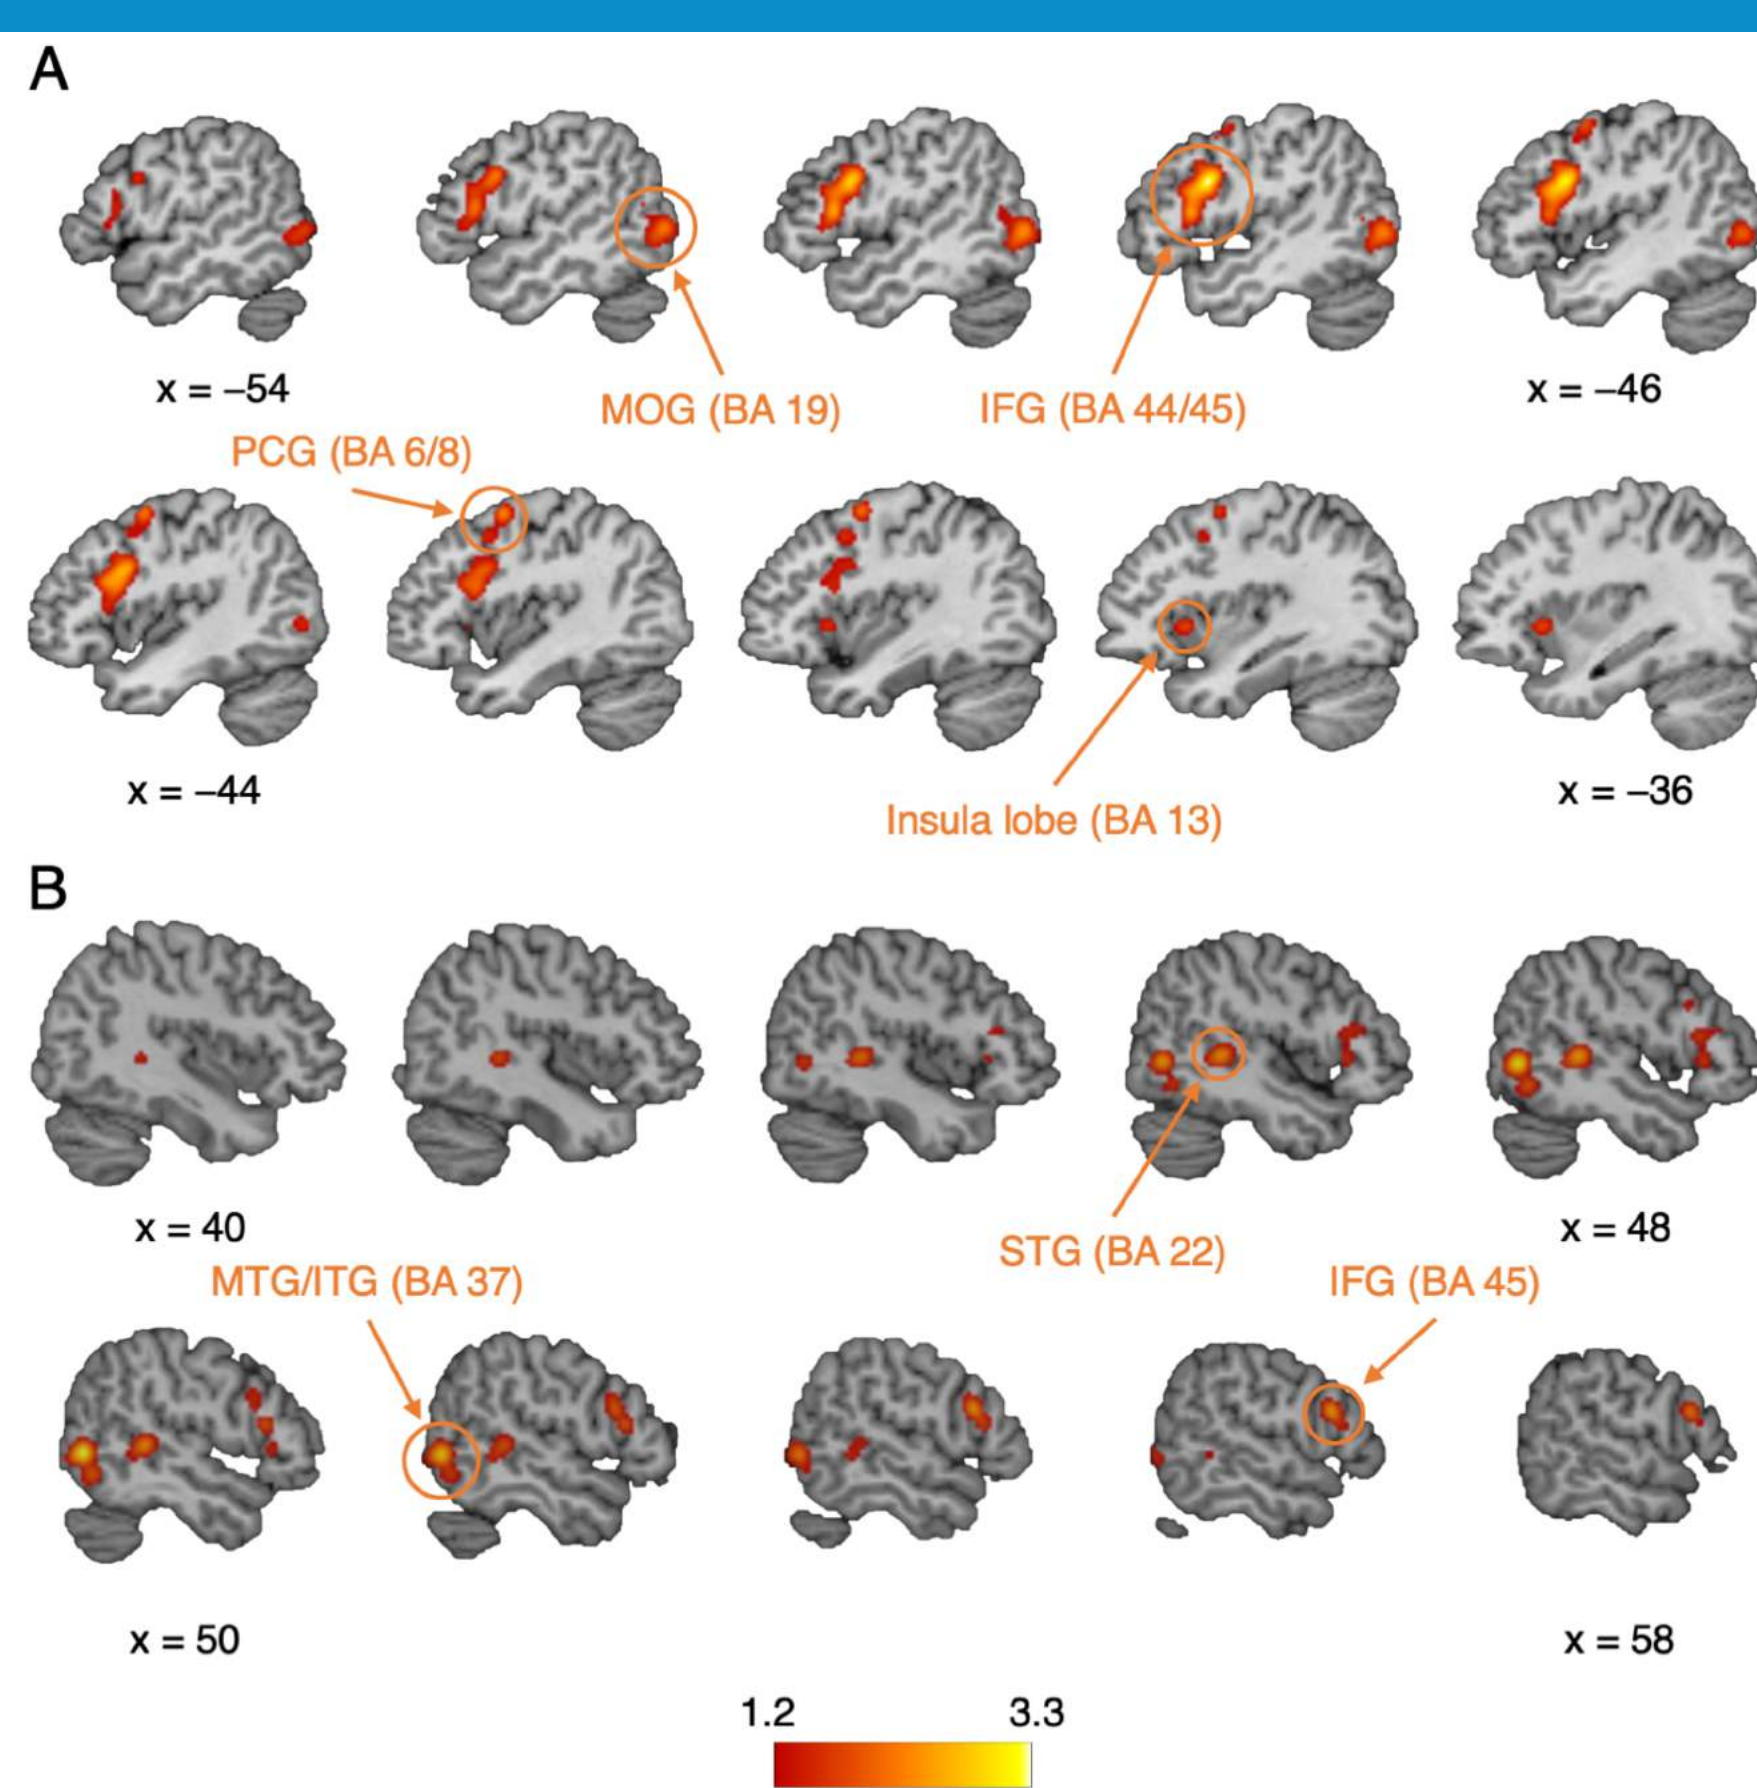 A
x = –54
MOG (BA 19)
IFG (BA 44/45)
x = –46
PCG (BA 6/8)
x = –44
Insula lobe (BA 13)
x = –36
B
x = 40
STG (BA 22)
x = 48
MTG/ITG (BA 37)
IFG (BA 45)
x = 50
x = 58
1.2
3.3